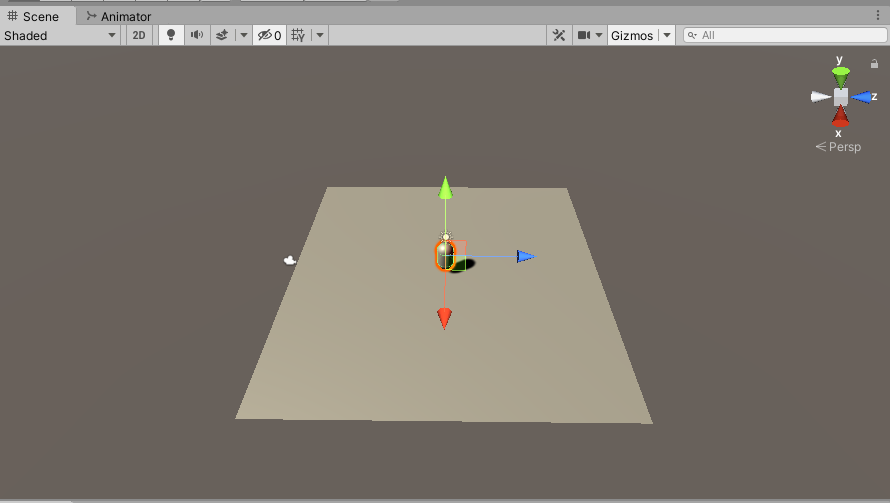 Scene Animator
Shaded 2D 0 Gizmos All
y
z
x
Persp